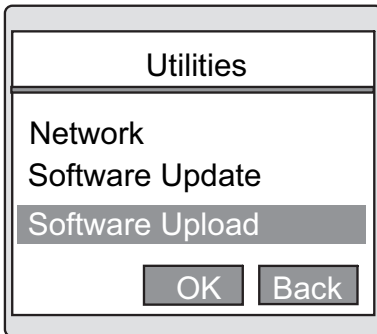 Utilities
Network
Software Update
Software Upload
OK Back